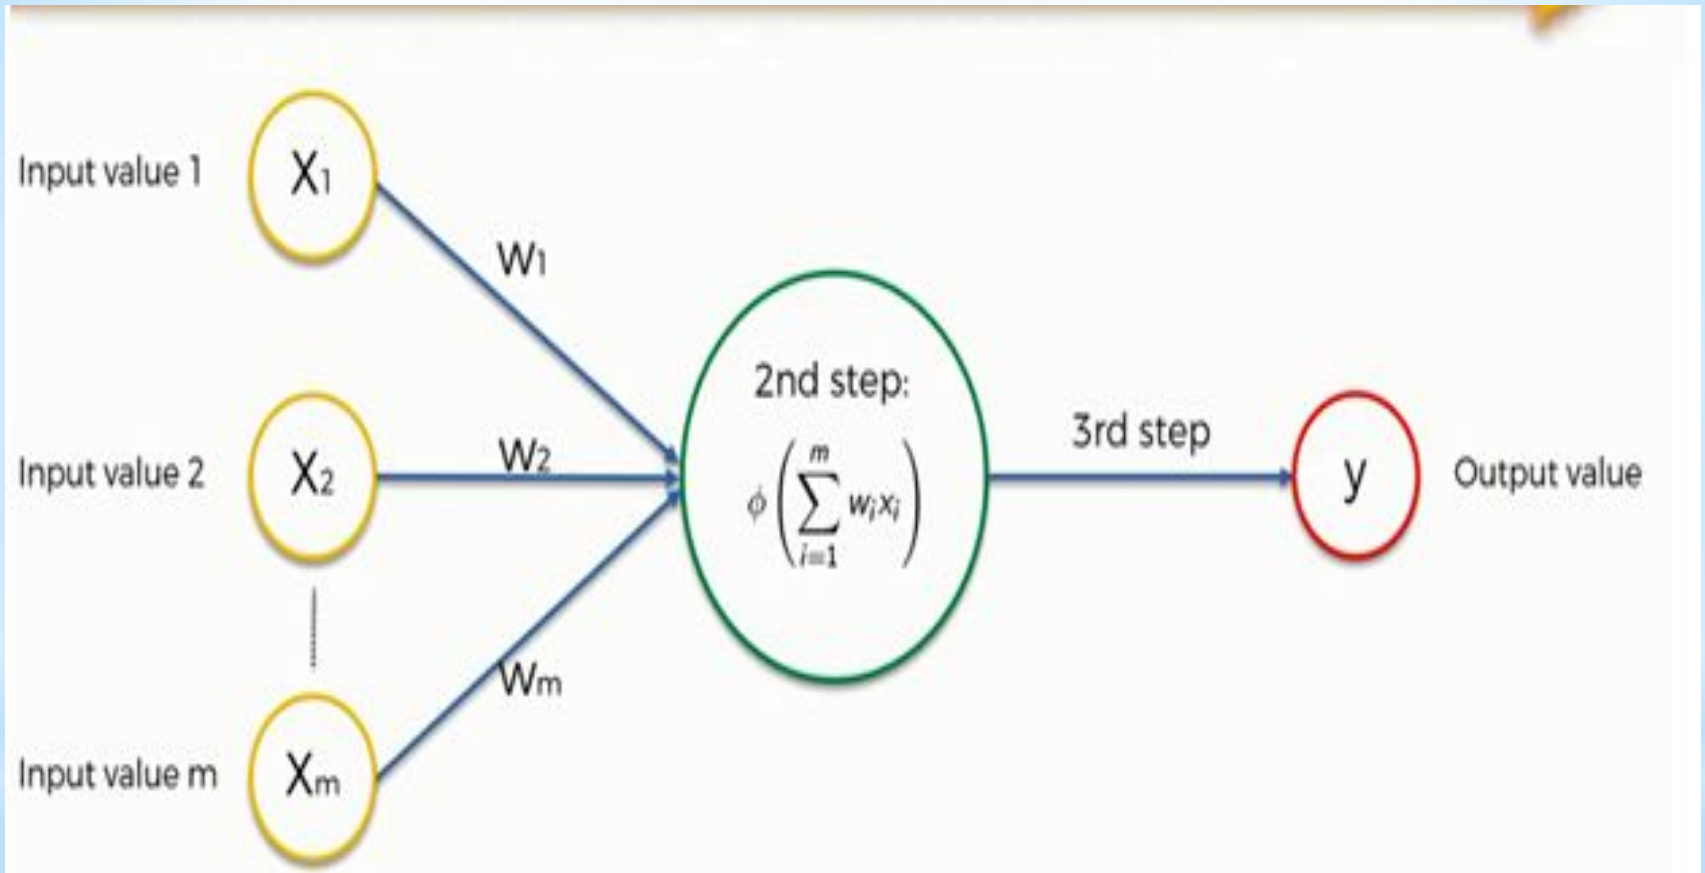 Input value 1
X1
W1
Input value 2
X2
W2
Input value m
Xm
Wm
2nd step:
ϕ(∑_{i=1}^{m} w_i x_i)
3rd step
y
Output value